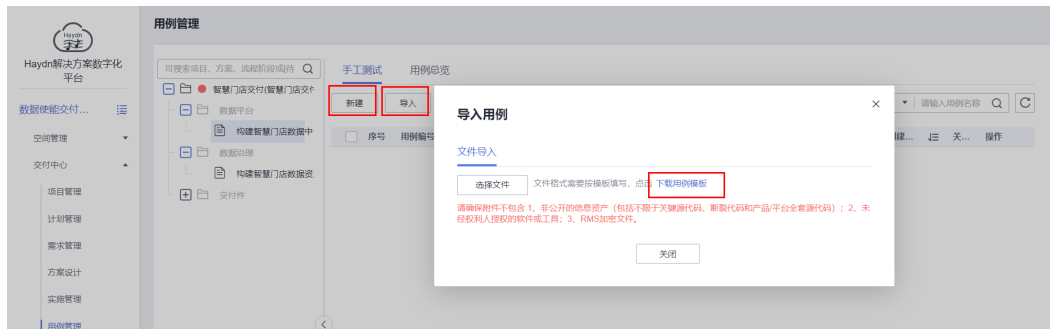 用例管理
Haydn
Haydn解决方案数字化
平台
可搜索项目、方案、流程阶段或待
手工测试 用例总览
智慧门店交付(智慧门店交付
数据使能交付...
数据平台
新建 导入
导入用例
请输入用例名称
构建智慧门店数据中
序号 用例编号
关... 操作
空间管理
数据治理
文件导入
交付中心
构建智慧门店数据资
选择文件 文件格式需要按模板填写，点击 下载用例模板
项目管理
交付件
请确保附件不包含:1、非公开的信息资产（包括不限于关键源代码、断裂代码和产品/平台全套源代码）; 2、未
经权利人授权的软件或工具; 3、RMS加密文件。
计划管理
需求管理
关闭
方案设计
实施管理
用例管理